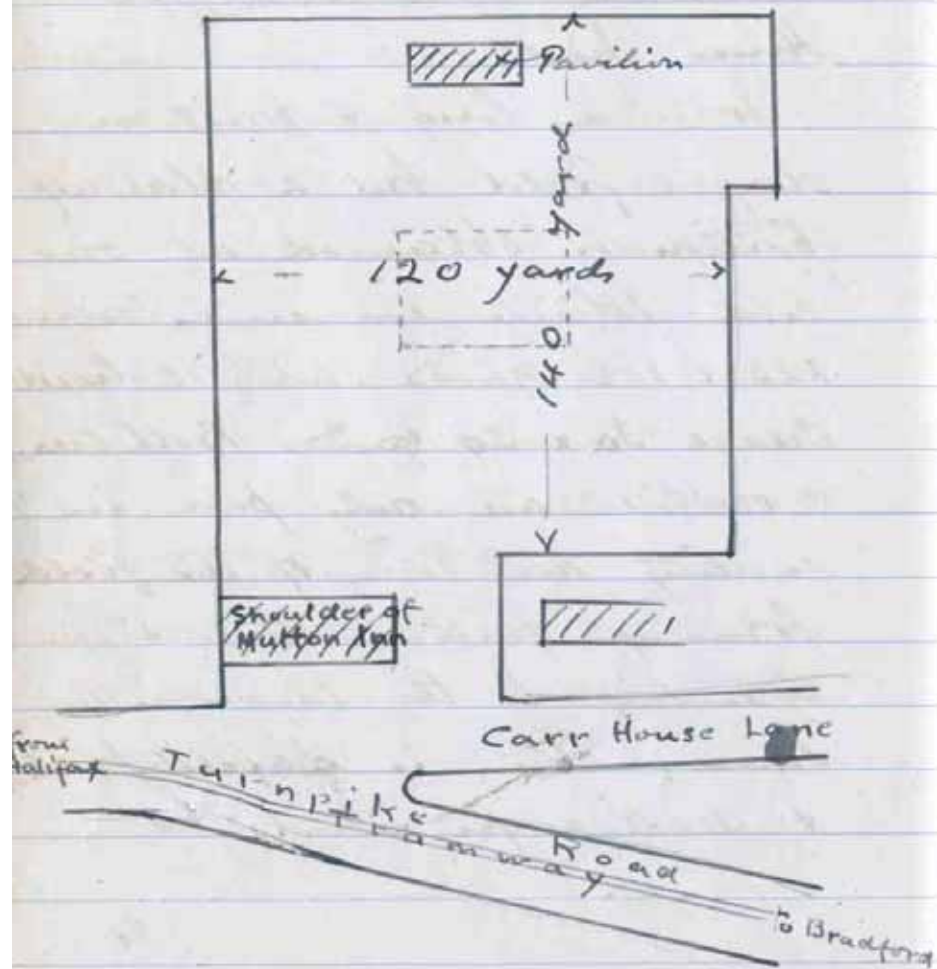 Pavilion
120 yards
140 yards
Shoulder of
Mutton Inn
Carr House Lane
from
Halifax
Turnpike Road
Tramway
to Bradford